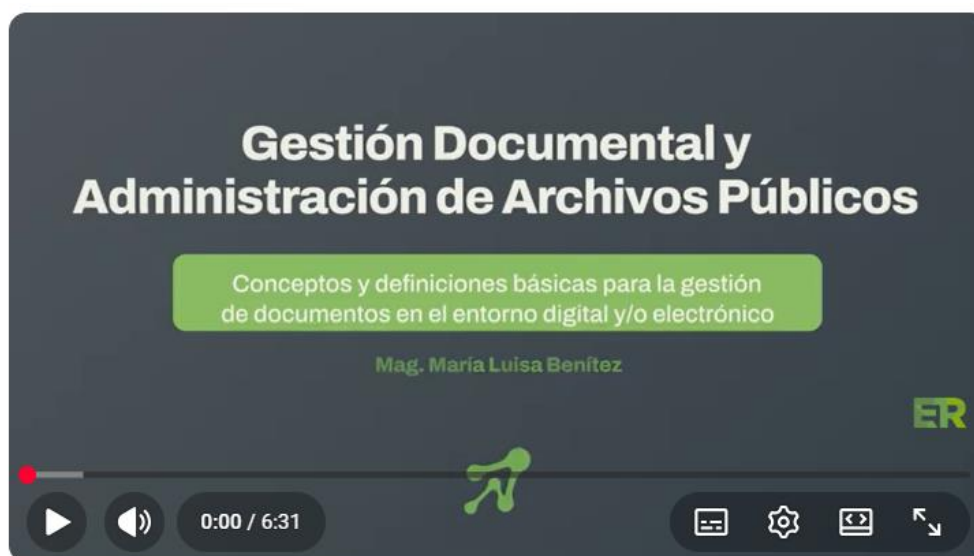 Gestión Documental y
Administración de Archivos Públicos
Conceptos y definiciones básicas para la gestión
de documentos en el entorno digital y/o electrónico
Mag. María Luisa Benítez
ER
0:00 / 6:31